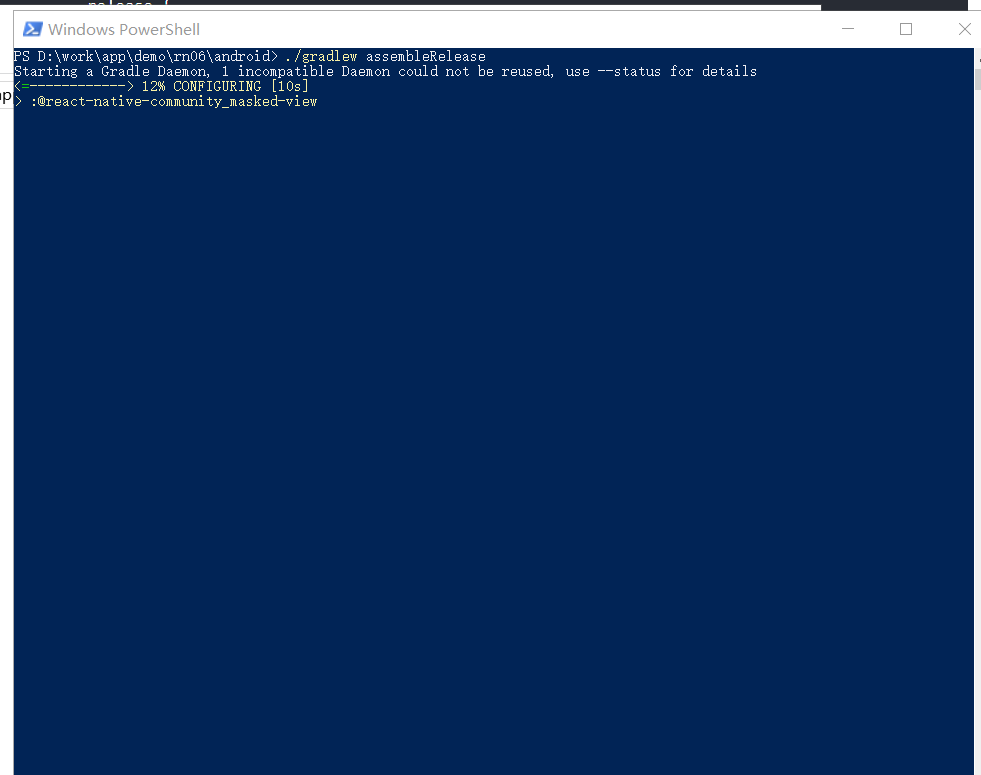 release {
Windows PowerShell
PS D:\work\app\demo\rn06\android> ./gradlew assembleRelease
Starting a Gradle Daemon, 1 incompatible Daemon could not be reused, use --status for details
<=------------> 12% CONFIGURING [10s]
> :@react-native-community_masked-view